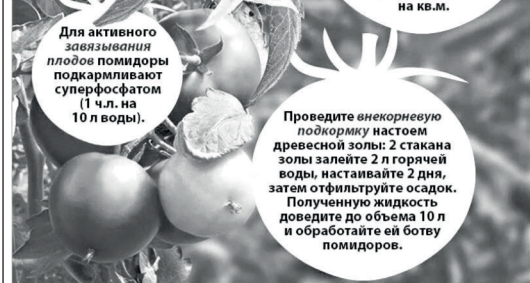 на кв.м.
Для активного
завязывания
плодов помидоры
подкармливают
суперфосфатом
(1 ч.л. на
10 л воды).
Проведите внекорневую
подкормку настоем
древесной золы: 2 стакана
золы залейте 2 л горячей
воды, настаивайте 2 дня,
затем отфильтруйте осадок.
Полученную жидкость
доведите до объема 10 л
и обработайте ей ботву
помидоров.